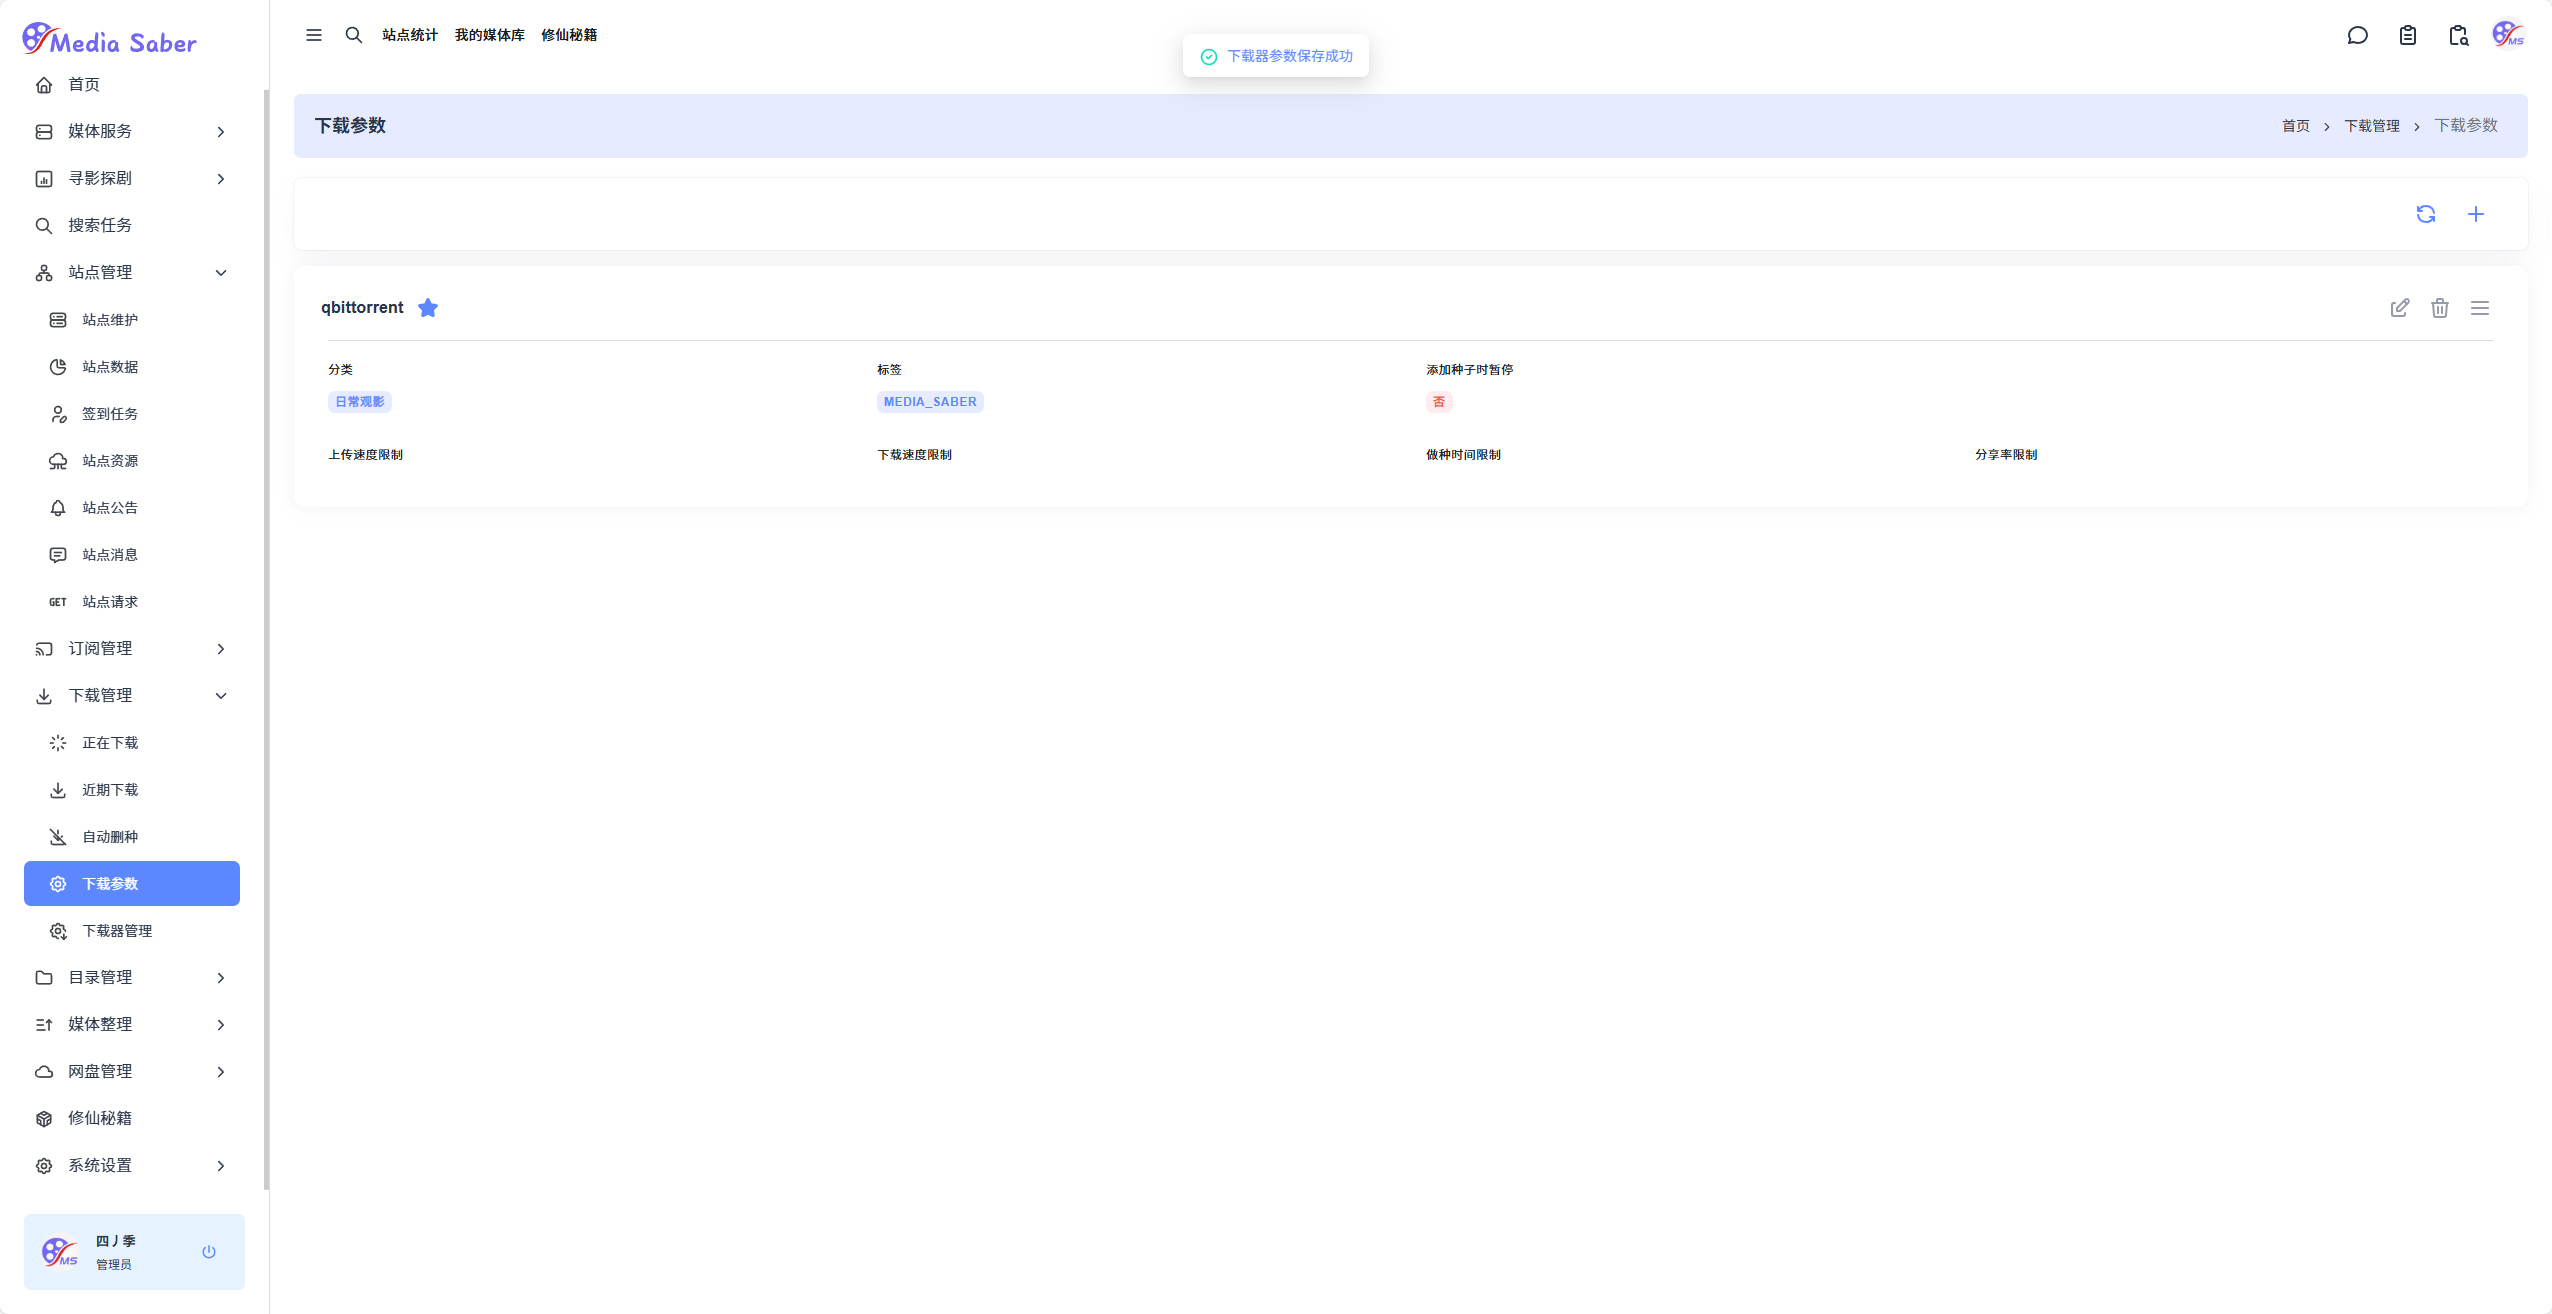 Media Saber
首页
媒体服务
寻影探剧
搜索任务
站点管理
站点维护
站点数据
签到任务
站点资源
站点公告
站点消息
GET 站点请求
订阅管理
下载管理
正在下载
近期下载
自动删种
下载参数
下载器管理
目录管理
媒体整理
网盘管理
修仙秘籍
系统设置
MS
四丿季
管理员
站点统计 我的媒体库 修仙秘籍
下载器参数保存成功
MS
下载参数
首页 > 下载管理 > 下载参数
qbittorrent
分类 标签 添加种子时暂停
日常观影 MEDIA_SABER 否
上传速度限制 下载速度限制 做种时间限制 分享率限制